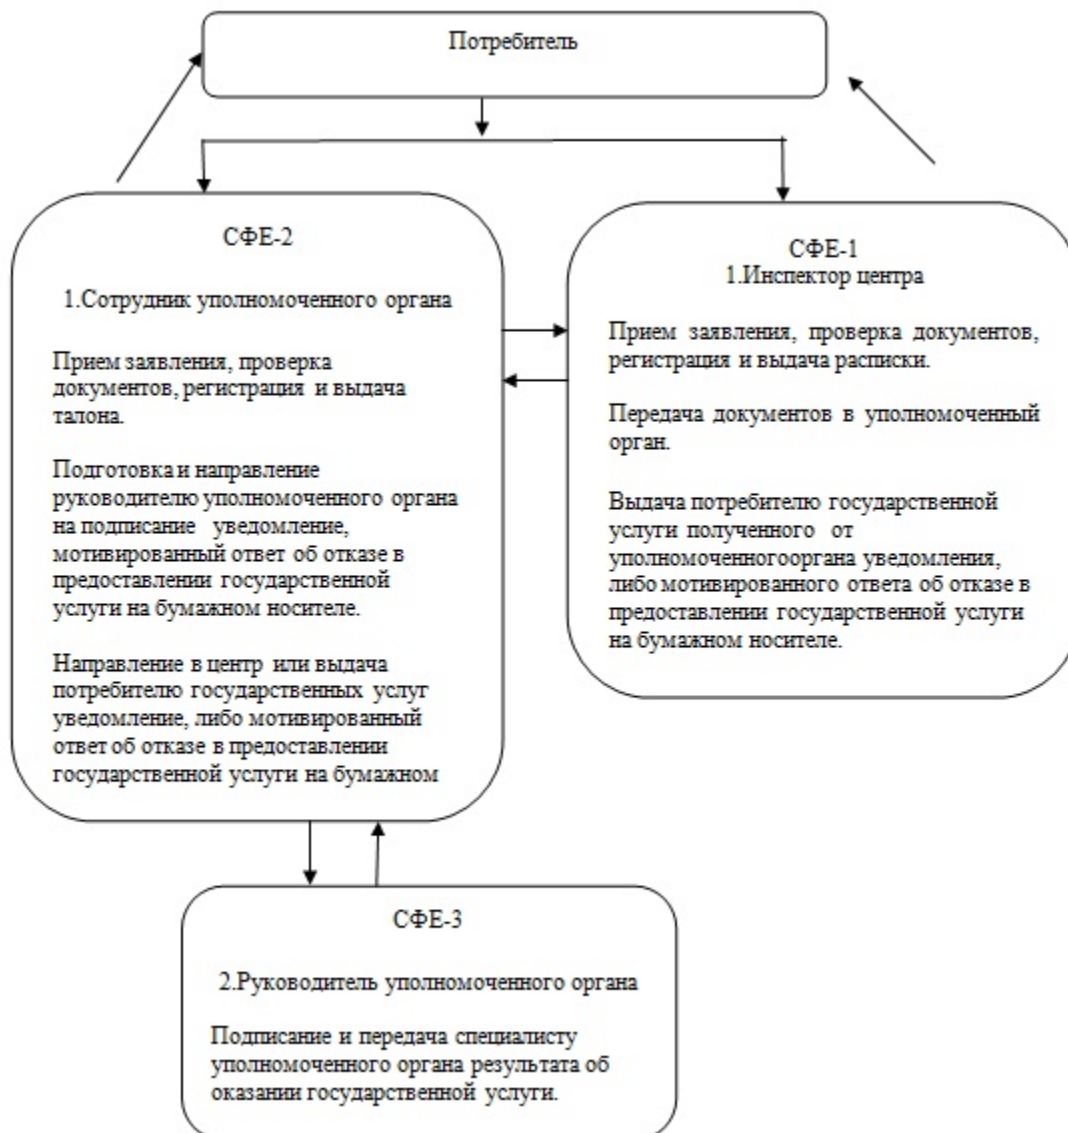 Потребитель
СФЕ-2
1.Сотрудник уполномоченного органа
Прием заявления, проверка
документов, регистрация и выдача
талона.
Подготовка и направление
руководителю уполномоченного органа
на подписание уведомление,
мотивированный ответ об отказе в
предоставлении государственной
услуги на бумажном носителе.
Направление в центр или выдача
потребителю государственных услуг
уведомление, либо мотивированный
ответ об отказе в предоставлении
государственной услуги на бумажном
СФЕ-1
1.Инспектор центра
Прием заявления, проверка документов,
регистрация и выдача расписки.
Передача документов в уполномоченный
орган.
Выдача потребителю государственной
услуги полученного от
уполномоченногооргана уведомления,
либо мотивированного ответа об отказе в
предоставлении государственной услуги
на бумажном носителе.
СФЕ-3
2.Руководитель уполномоченного органа
Подписание и передача специалисту
уполномоченного органа результата об
оказании государственной услуги.